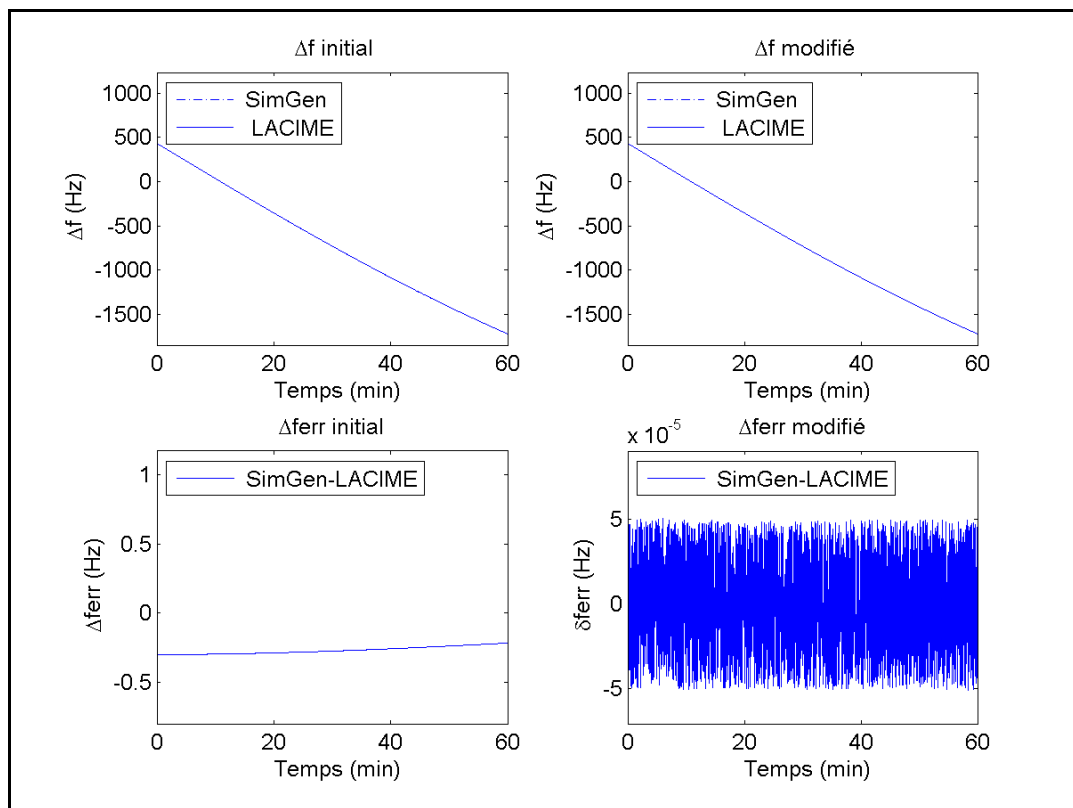 Δf initial
SimGen
LACIME
1000
500
0
-500
-1000
-1500
Δf (Hz)
0 20 40 60
Temps (min)
Δf modifié
SimGen
LACIME
1000
500
0
-500
-1000
-1500
Δf (Hz)
0 20 40 60
Temps (min)
Δferr initial
SimGen-LACIME
1
0.5
0
-0.5
Δferr (Hz)
0 20 40 60
Temps (min)
x 10⁻⁵
Δferr modifié
SimGen-LACIME
5
0
-5
δferr (Hz)
0 20 40 60
Temps (min)